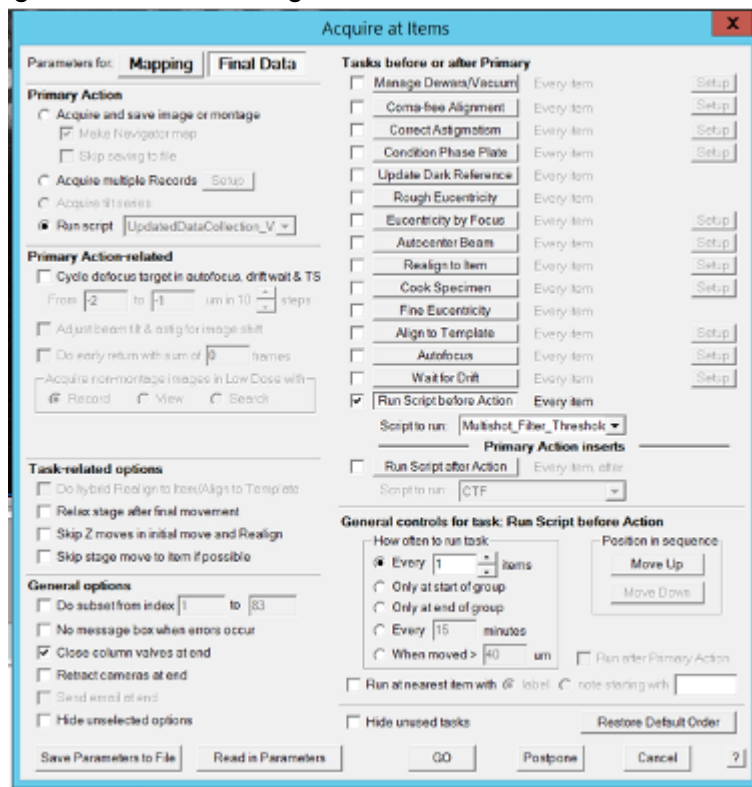 Acquire at Items
Parameters for: Mapping Final Data
Primary Action
Acquire and save image or montage
Make Navigator map
Skip saving to file
Acquire multiple Records Setup
Acquire tilt series
Run script UpdatedDataCollection_V
Primary Action-related
Cycle defocus target in autofocus, drift wait & TS
From -2 to -1 um in 10 steps
Adjust beam tilt & astig for image shift
Do early return with sum of 0 frames
Acquire non-montage images in Low Dose with
Record View Search
Task-related options
Do hybrid Realign to Item/Align to Template
Relax stage after final movement
Skip Z moves in initial move and Realign
Skip stage move to item if possible
General options
Do subset from index 1 to 83
No message box when errors occur
Close column valves at end
Retract cameras at end
Send email at end
Hide unselected options
Tasks before or after Primary
Manage Dewars/Vacuum Every item Setup
Coma-free Alignment Every item Setup
Correct Astigmatism Every item Setup
Condition Phase Plate Every item Setup
Update Dark Reference Every item
Rough Eucentricity Every item
Eucentricity by Focus Every item Setup
Autocenter Beam Every item Setup
Realign to Item Every item Setup
Cook Specimen Every item Setup
Fine Eucentricity Every item
Align to Template Every item Setup
Autofocus Every item Setup
Wait for Drift Every item Setup
Run Script before Action Every item
Script to run: Multishot_Filter_Threshok
Primary Action inserts
Run Script after Action Every item, after
Script to run: CTF
General controls for task: Run Script before Action
How often to run task
Every 1 items
Only at start of group
Only at end of group
Every 15 minutes
When moved > 40 um
Position in sequence
Move Up
Move Down
Run after Primary Action
Run at nearest item with label note starting with
Hide unused tasks Restore Default Order
Save Parameters to File Read in Parameters GO Postpone Cancel ?